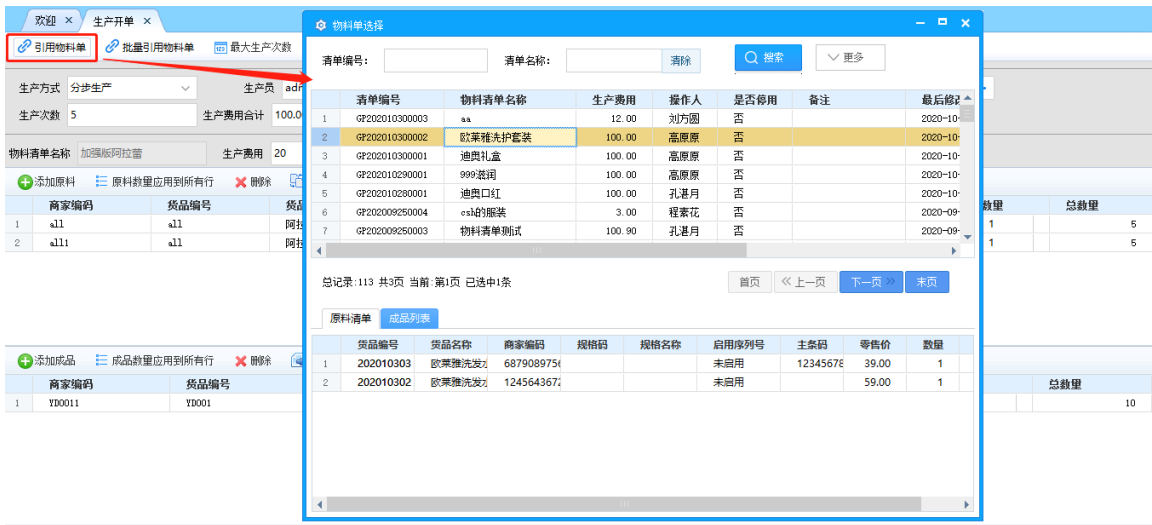 欢迎 × 生产开单 ×
引用物料单 批量引用物料单 最大生产次数
生产方式 分步生产 生产员
生产次数 5 生产费用合计 100.0
物料清单名称 加强版阿拉蕾 生产费用 20
添加原料 原料数量应用到所有行 删除
商家编码 货品编号
1 all all
2 all1 all
添加成品 成品数量应用到所有行 删除
商家编码 货品编号
1 YD0011 YD001
物料单选择
清单编号： 清单名称： 清除 搜索 更多
清单编号 物料清单名称 生产费用 操作人 是否停用 备注 最后修改
1 GP202010300003 aa 12.00 刘方圆 否 2020-10-
2 GP202010300002 欧莱雅洗护套装 100.00 高原原 否 2020-10-
3 GP202010300001 迪奥礼盒 100.00 高原原 否 2020-10-
4 GP202010290001 999滋润 100.00 高原原 否 2020-10-
5 GP202010280001 迪奥口红 100.00 孔湛月 否 2020-10-
6 GP202009250004 csh的服装 3.00 程素花 否 2020-09-
7 GP202009250003 物料清单测试 100.90 孔湛月 否 2020-09-
总记录:113 共3页 当前:第1页 已选中1条 首页 上一页 下一页 末页
原料清单 成品列表
货品编号 货品名称 商家编码 规格码 规格名称 启用序列号 主条码 零售价 数量
1 202010303 欧莱雅洗发水 687908975 未启用 12345678 39.00 1
2 202010302 欧莱雅洗发水 124564367 未启用 59.00 1
总数量
1 5
1 5
总数量
10